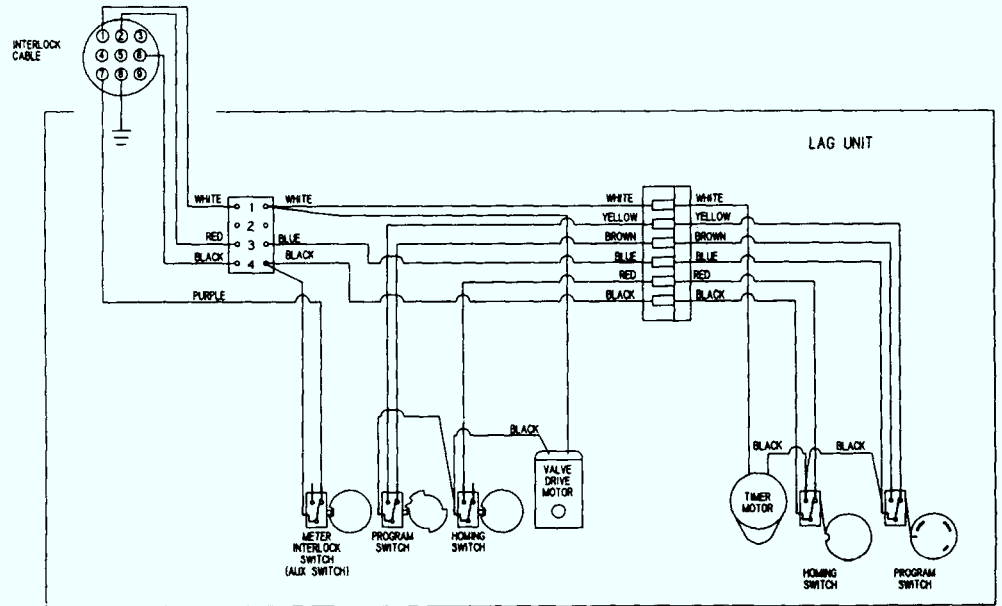 INTERLOCK
CABLE
1 2 3
4 5 6
7 8 9
LAG UNIT
WHITE
1
WHITE
2
RED
3
BLUE
BLACK
4
BLACK
PURPLE
WHITE
WHITE
YELLOW
YELLOW
BROWN
BROWN
BLUE
BLUE
RED
RED
BLACK
BLACK
BLACK
BLACK
BLACK
VALVE
DRIVE
MOTOR
TIMER
MOTOR
METER
INTERLOCK
SWITCH
(AUX SWITCH)
PROGRAM
SWITCH
HOMING
SWITCH
HOMING
SWITCH
PROGRAM
SWITCH